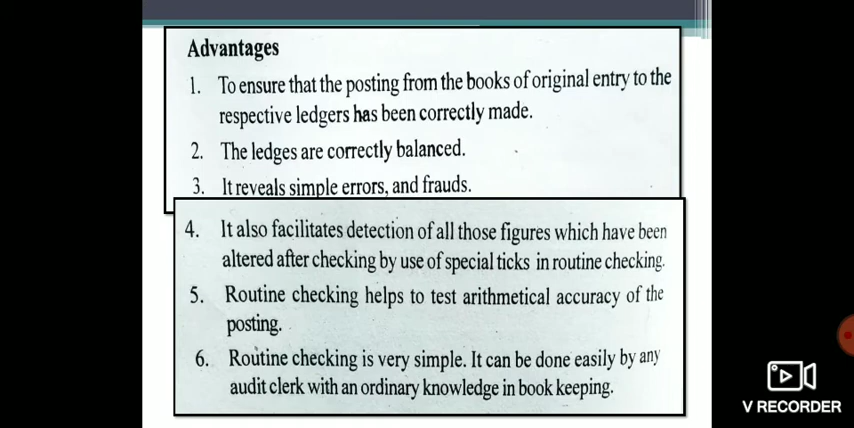 Advantages
1. To ensure that the posting from the books of original entry to the
respective ledgers has been correctly made.
2. The ledges are correctly balanced.
3. It reveals simple errors, and frauds.
4. It also facilitates detection of all those figures which have been
altered after checking by use of special ticks in routine checking.
5. Routine checking helps to test arithmetical accuracy of the
posting.
6. Routine checking is very simple. It can be done easily by any
audit clerk with an ordinary knowledge in book keeping.
V RECORDER